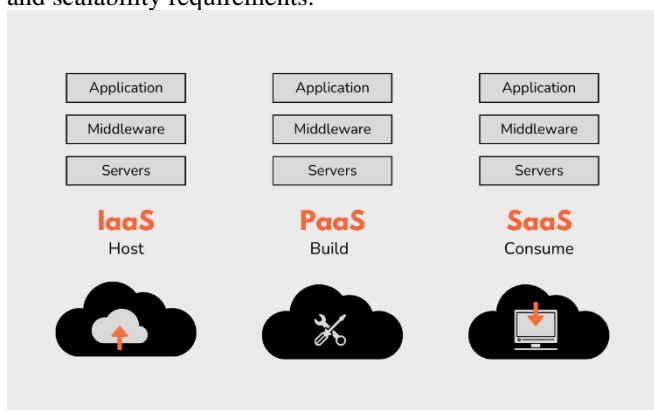 and scalability requirements.
Application
Application
Application
Middleware
Middleware
Middleware
Servers
Servers
Servers
IaaS
PaaS
SaaS
Host
Build
Consume